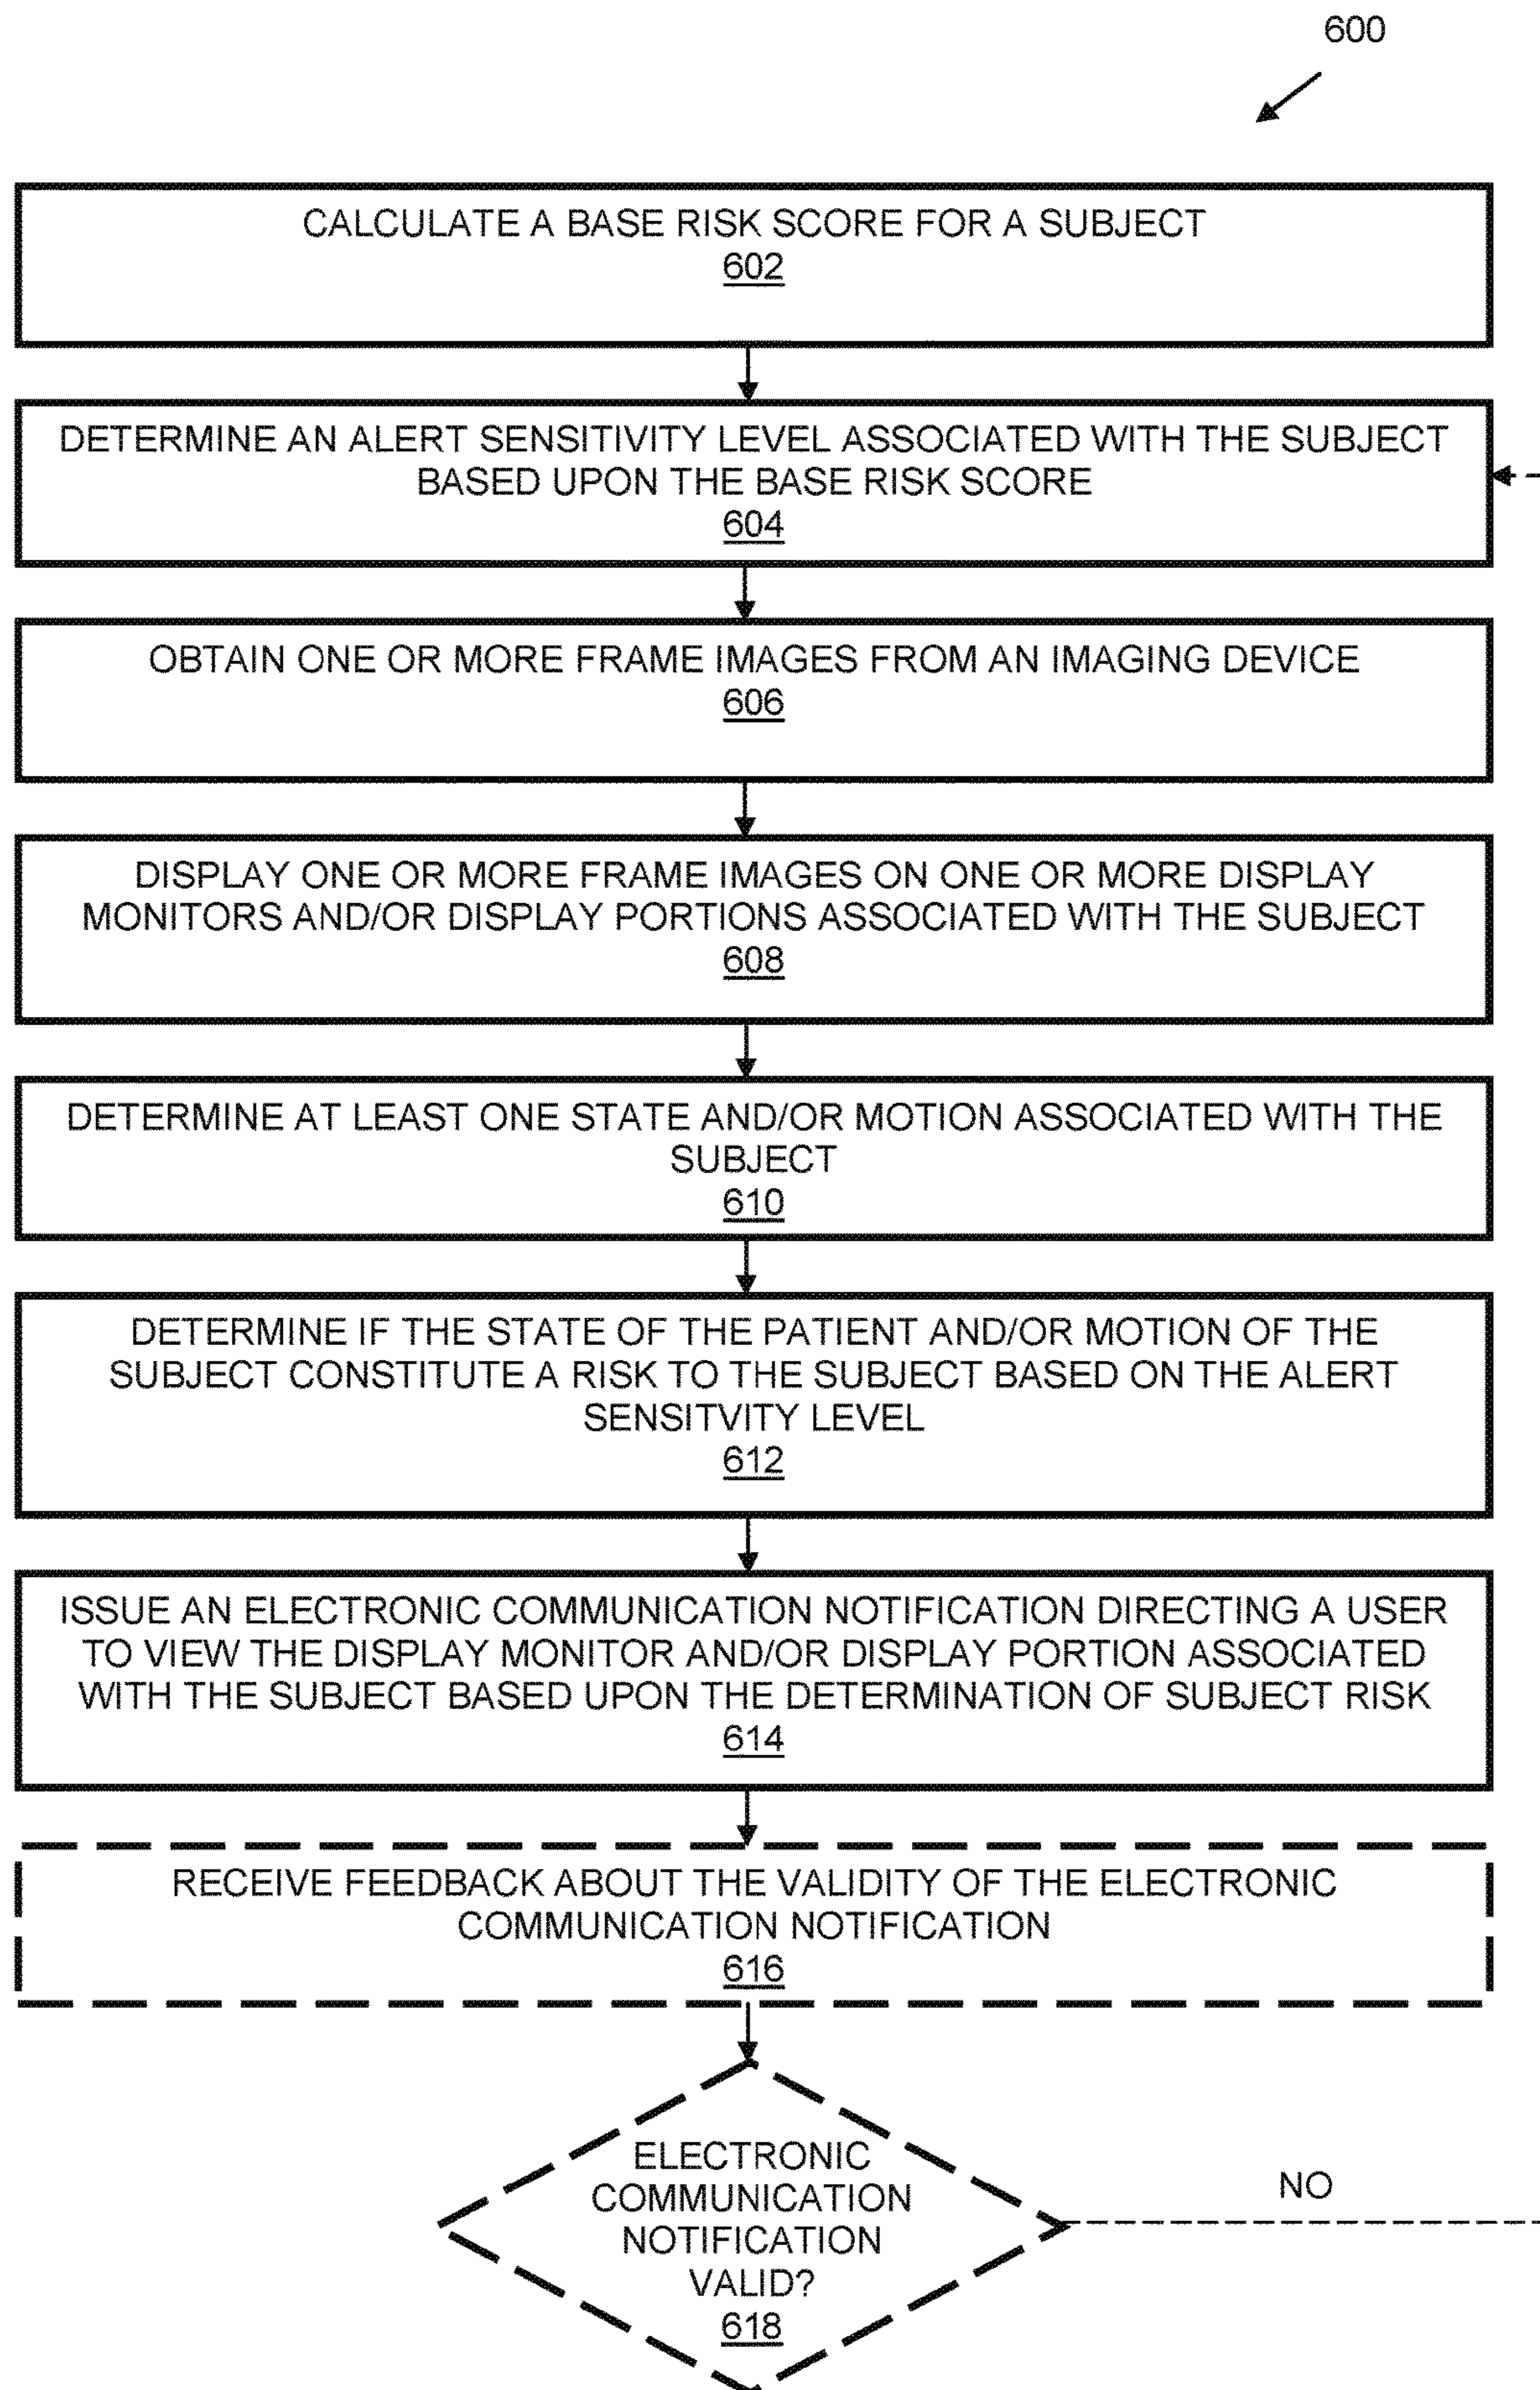 600
CALCULATE A BASE RISK SCORE FOR A SUBJECT
602
DETERMINE AN ALERT SENSITIVITY LEVEL ASSOCIATED WITH THE SUBJECT
BASED UPON THE BASE RISK SCORE
604
OBTAIN ONE OR MORE FRAME IMAGES FROM AN IMAGING DEVICE
606
DISPLAY ONE OR MORE FRAME IMAGES ON ONE OR MORE DISPLAY
MONITORS AND/OR DISPLAY PORTIONS ASSOCIATED WITH THE SUBJECT
608
DETERMINE AT LEAST ONE STATE AND/OR MOTION ASSOCIATED WITH THE
SUBJECT
610
DETERMINE IF THE STATE OF THE PATIENT AND/OR MOTION OF THE
SUBJECT CONSTITUTE A RISK TO THE SUBJECT BASED ON THE ALERT
SENSITVITY LEVEL
612
ISSUE AN ELECTRONIC COMMUNICATION NOTIFICATION DIRECTING A USER
TO VIEW THE DISPLAY MONITOR AND/OR DISPLAY PORTION ASSOCIATED
WITH THE SUBJECT BASED UPON THE DETERMINATION OF SUBJECT RISK
614
RECEIVE FEEDBACK ABOUT THE VALIDITY OF THE ELECTRONIC
COMMUNICATION NOTIFICATION
616
ELECTRONIC
COMMUNICATION
NOTIFICATION
VALID?
618
NO